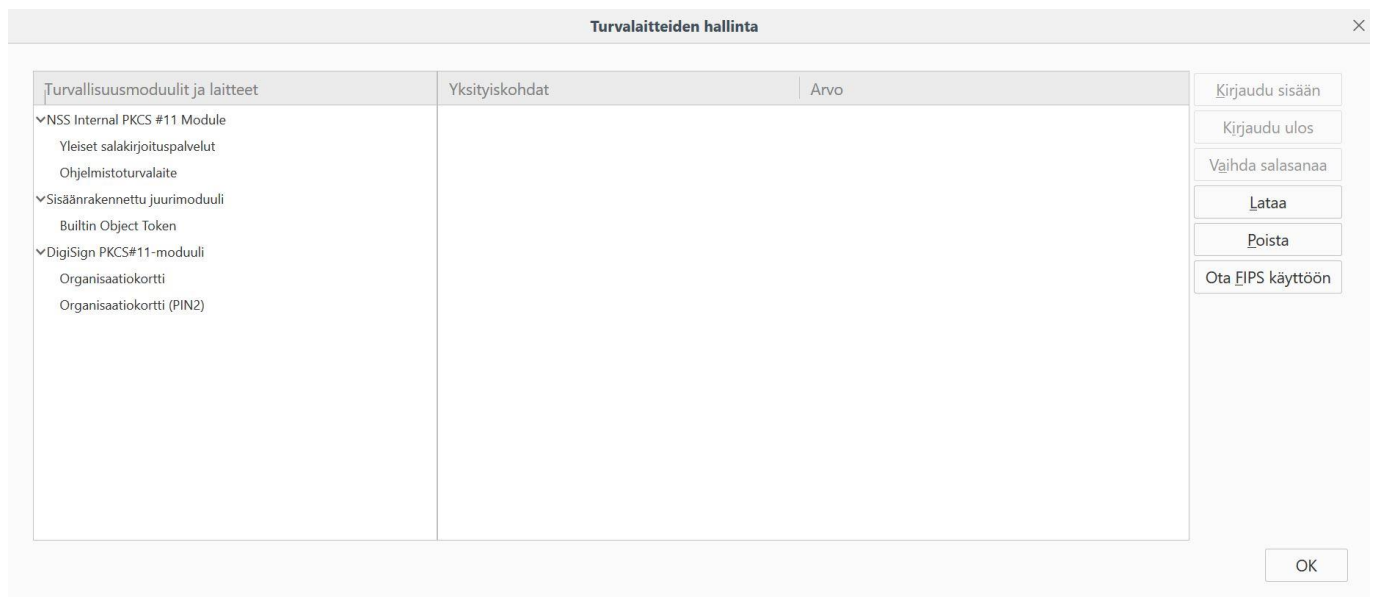 Turvalaitteiden hallinta
Turvallisuusmoduulit ja laitteet
Yksityiskohdat
Arvo
NSS Internal PKCS #11 Module
Yleiset salakirjoituspalvelut
Ohjelmistoturvalaite
Sisäänrakennettu juurimoduuli
Builtin Object Token
DigiSign PKCS#11-moduuli
Organisaatiokortti
Organisaatiokortti (PIN2)
Kirjaudu sisään
Kirjaudu ulos
Vaihda salasanaa
Lataa
Poista
Ota FIPS käyttöön
OK